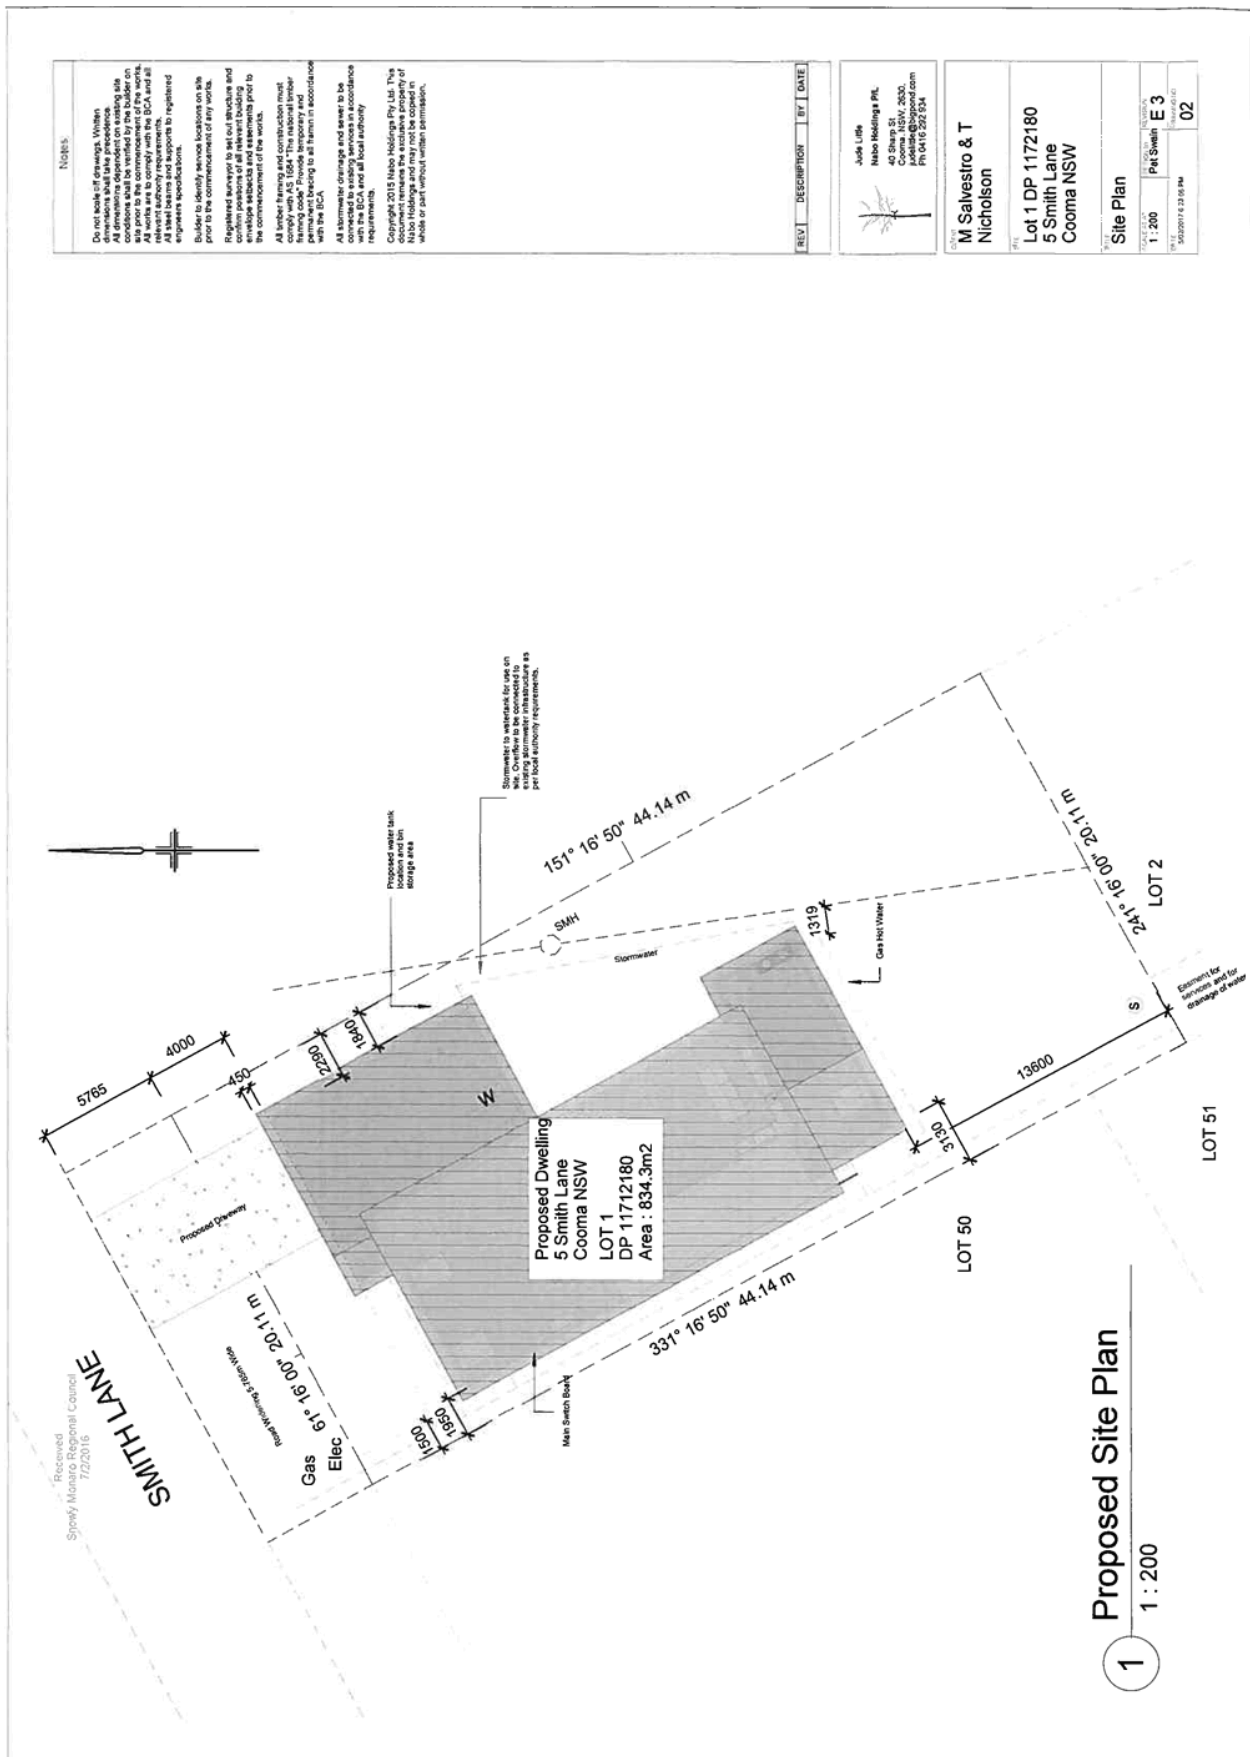 Notes:
Do not scale off drawings. Written
dimensions shall take precedence.
All dimensions dependent on existing site
conditions shall be verified by the builder on
site prior to the commencement of the works.
All works are to comply with the BCA and all
relevant authority requirements.
All steel beams and supports to registered
engineers specifications.
Builder to identify service locations on site
prior to the commencement of any works.
Registered surveyor to set out structure and
confirm positions of all relevant building
envelope setbacks and easements prior to
the commencement of the works.
All timber framing and construction must
comply with AS 1684 "The national timber
framing code" Provide temporary and
permanent bracing to all framin in accordance
with the BCA
All stormwater drainage and sewer to be
connected to existing services in accordance
with the BCA and all local authority
requirements.
Copyright 2015 Nabo Holdings Pty Ltd. This
document remains the exclusive property of
Nabo Holdings and may not be copied in
whole or part without written permission.
REV DESCRIPTION BY DATE
Jude Little
Nabo Holdings P/L
40 Sharp St
Cooma. NSW. 2630.
Ph 0416 292 934
M Salvestro & T
Nicholson
Lot 1 DP 1172180
5 Smith Lane
Cooma NSW
Site Plan
1 : 200
Pat Swain
E 3
02
Received
Snowy Monaro Regional Council
7/2/2016
SMITH LANE
5765
4000
450
2290
1840
Proposed Driveway
Road Widening 5.765m Wide
61° 16' 00" 20.11 m
Gas
Elec
1500
1950
Main Switch Board
Proposed water tank
location and bin
storage area
Stormwater to watertank for use on
site. Overflow to be connected to
existing stormwater infrastructure as
per local authority requirements.
W
Proposed Dwelling
5 Smith Lane
Cooma NSW
LOT 1
DP 11712180
Area : 834.3m2
151° 16' 50" 44.14 m
SMH
Stormwater
1319
Gas Hot Water
331° 16' 50" 44.14 m
3130
13600
241° 16' 00" 20.11 m
LOT 2
S
Easment for
services and for
drainage of water
LOT 50
LOT 51
1
Proposed Site Plan
1 : 200